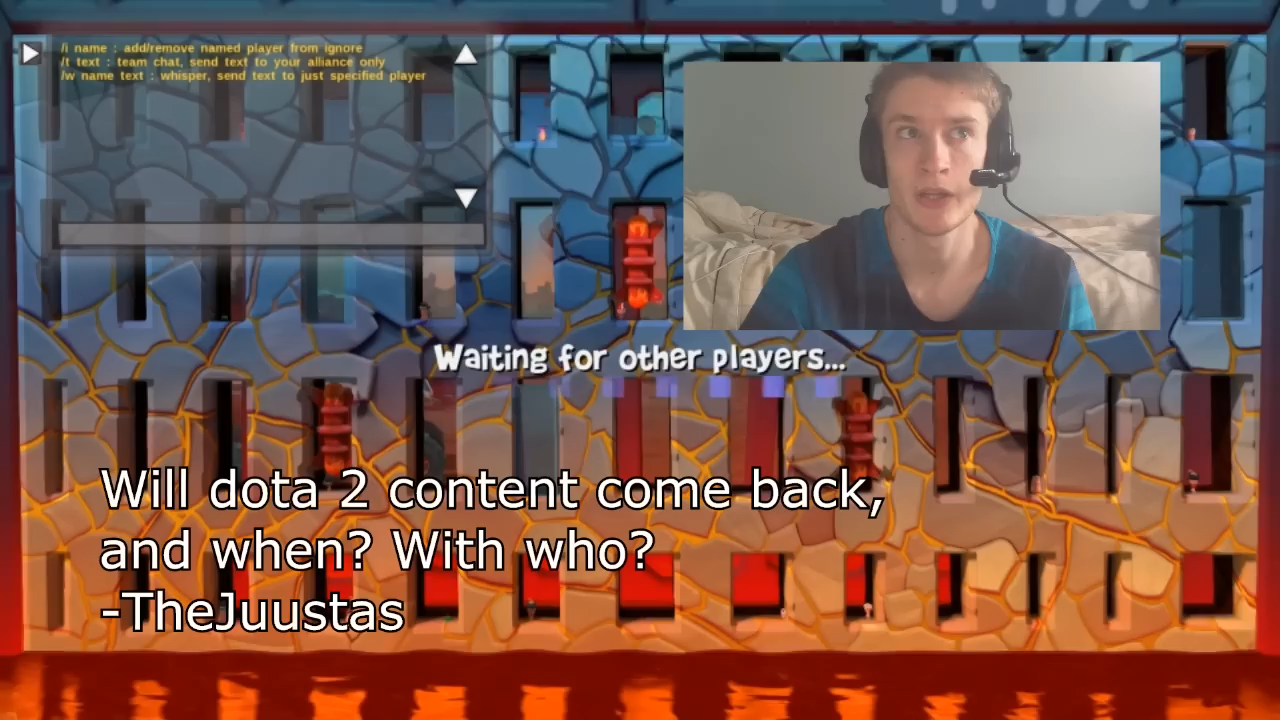 /i name : add/remove named player from ignore
/t text : team chat, send text to your alliance only
/w name text : whisper, send text to just specified player
Waiting for other players...
Will dota 2 content come back,
and when? With who?
-TheJuustas